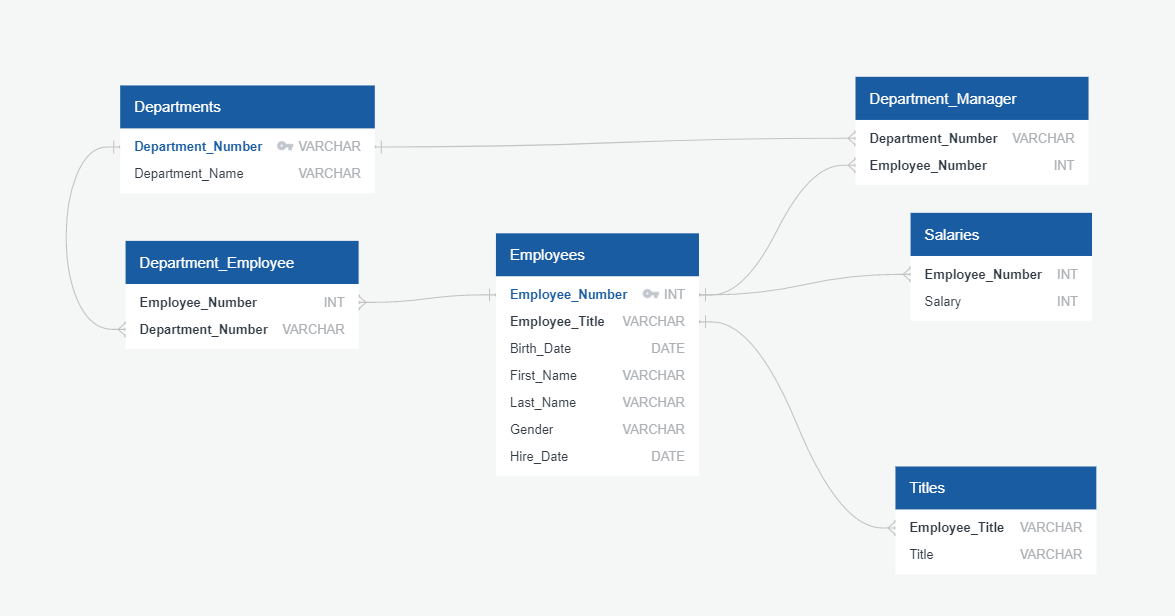 Departments
Department_Number VARCHAR
Department_Name VARCHAR
Department_Manager
Department_Number VARCHAR
Employee_Number INT
Department_Employee
Employee_Number INT
Department_Number VARCHAR
Employees
Employee_Number INT
Employee_Title VARCHAR
Birth_Date DATE
First_Name VARCHAR
Last_Name VARCHAR
Gender VARCHAR
Hire_Date DATE
Salaries
Employee_Number INT
Salary INT
Titles
Employee_Title VARCHAR
Title VARCHAR